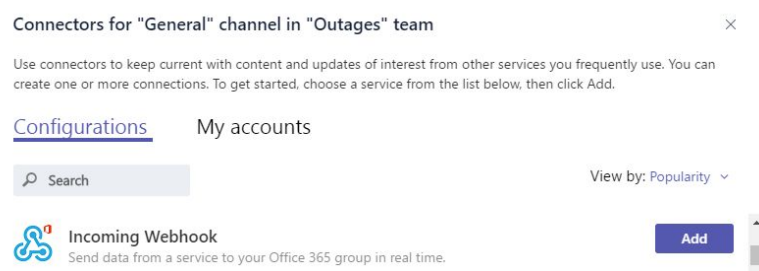 Connectors for "General" channel in "Outages" team
Use connectors to keep current with content and updates of interest from other services you frequently use. You can
create one or more connections. To get started, choose a service from the list below, then click Add.
Configurations My accounts
Search View by: Popularity
Incoming Webhook Add
Send data from a service to your Office 365 group in real time.